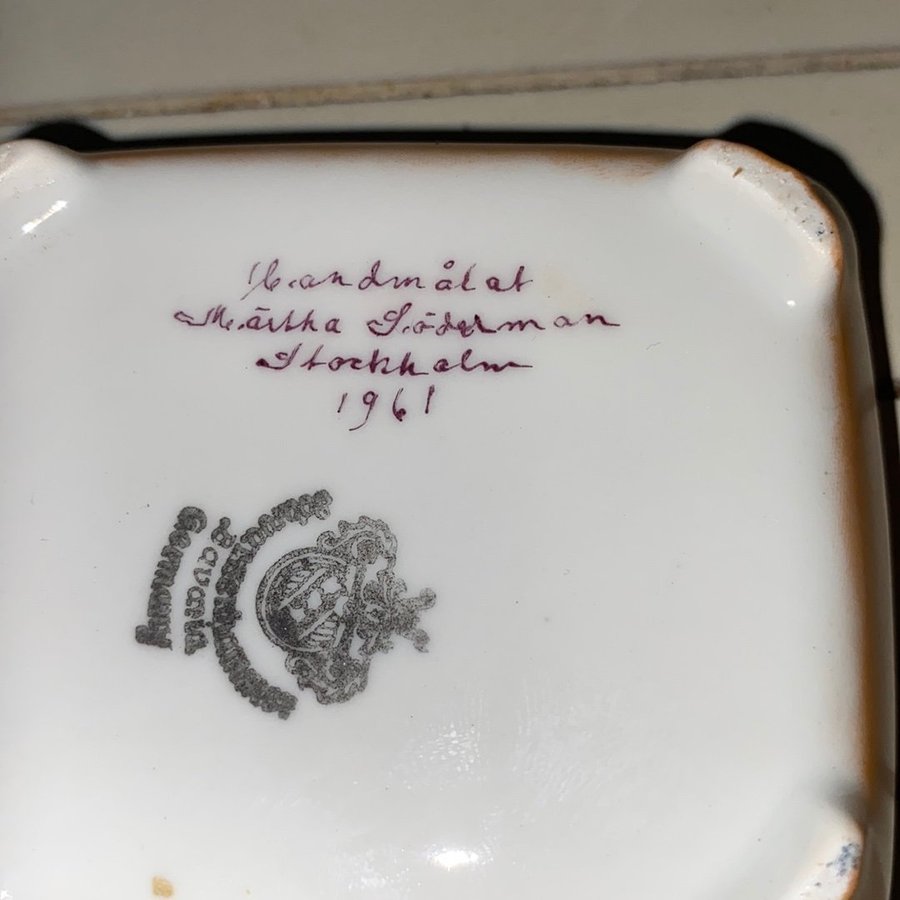 Handmålat
Märtha Söderman
Stockholm
1961
Bavaria
Germany